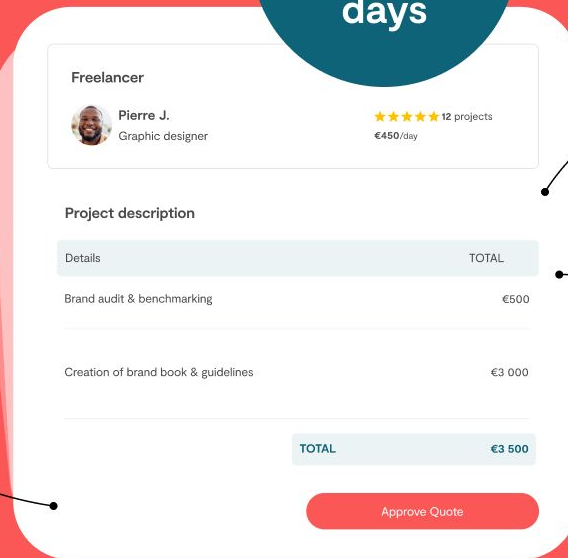 days
Freelancer
Pierre J.
12 projects
Graphic designer
€450/day
Project description
Details TOTAL
Brand audit & benchmarking €500
Creation of brand book & guidelines €3 000
TOTAL €3 500
Approve Quote